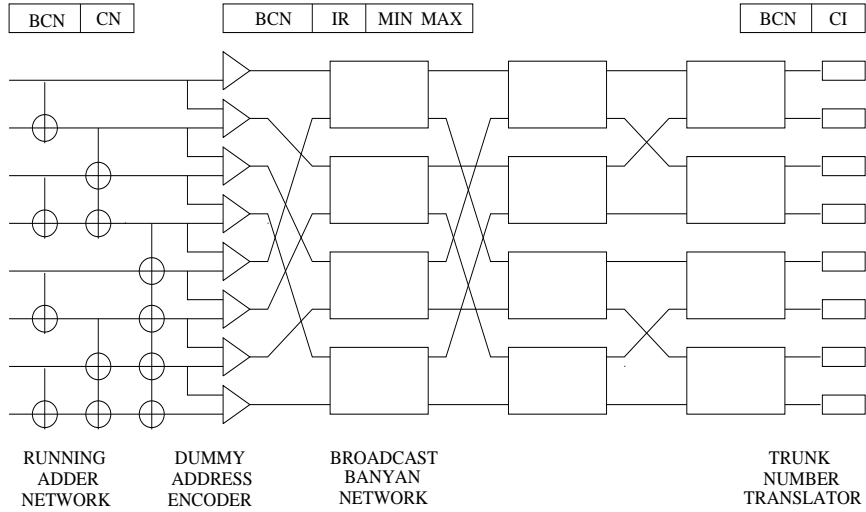 BCN CN BCN IR MIN MAX BCN CI
RUNNING
ADDER
NETWORK
DUMMY
ADDRESS
ENCODER
BROADCAST
BANYAN
NETWORK
TRUNK
NUMBER
TRANSLATOR